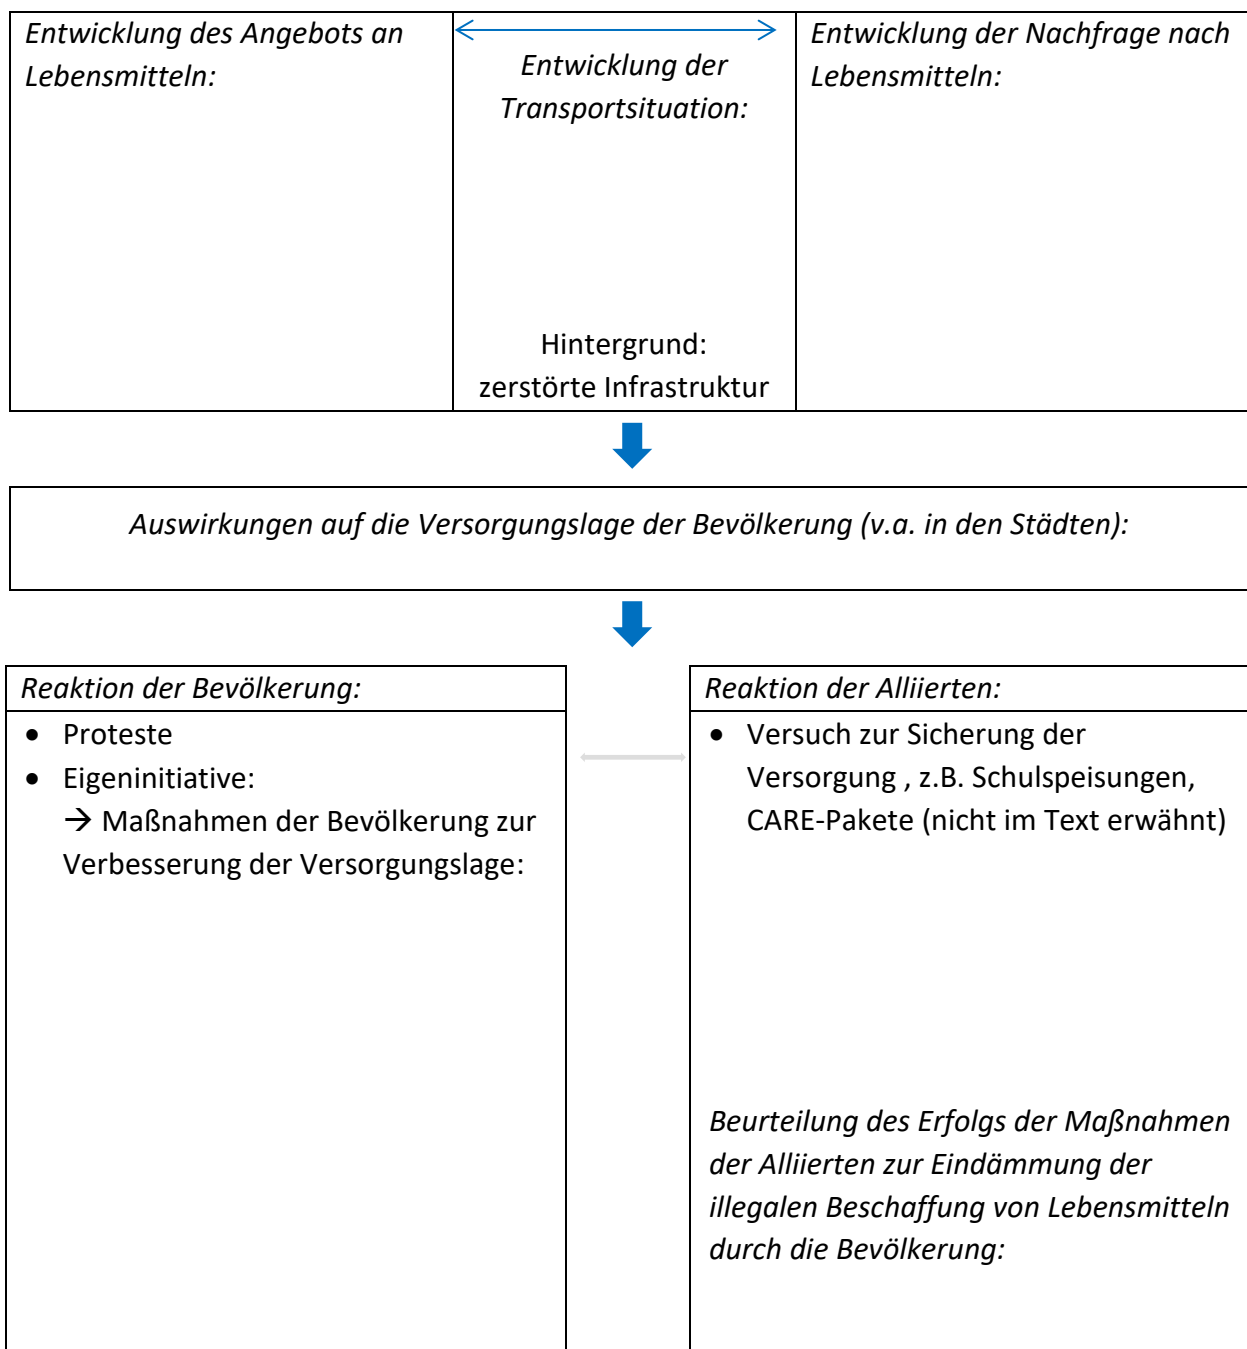 Entwicklung des Angebots an
Lebensmitteln:
Entwicklung der
Transportsituation:
Hintergrund:
zerstörte Infrastruktur
Entwicklung der Nachfrage nach
Lebensmitteln:
Auswirkungen auf die Versorgungslage der Bevölkerung (v.a. in den Städten):
Reaktion der Bevölkerung:
• Proteste
• Eigeninitiative:
→ Maßnahmen der Bevölkerung zur
Verbesserung der Versorgungslage:
Reaktion der Alliierten:
• Versuch zur Sicherung der
Versorgung , z.B. Schulspeisungen,
CARE-Pakete (nicht im Text erwähnt)
Beurteilung des Erfolgs der Maßnahmen
der Alliierten zur Eindämmung der
illegalen Beschaffung von Lebensmitteln
durch die Bevölkerung: